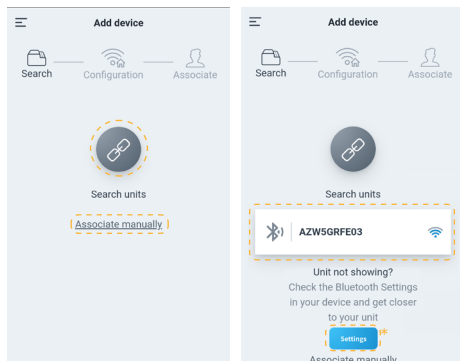 Add device
Search
Configuration
Associate
Search units
Associate manually
Add device
Search
Configuration
Associate
Search units
AZW5GRFE03
Unit not showing?
Check the Bluetooth Settings
in your device and get closer
to your unit
Settings
Associate manually